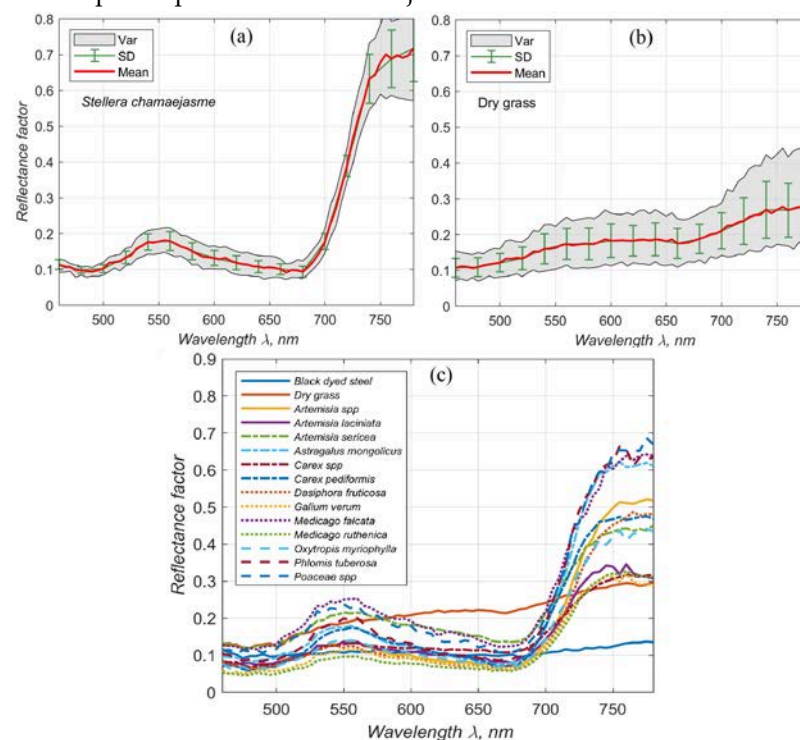 (a)
Var
SD
Mean
Stellera chamaejasme
Reflectance factor
0.8
0.7
0.6
0.5
0.4
0.3
0.2
0.1
0
500 550 600 650 700 750
Wavelength λ, nm
(b)
Var
SD
Mean
Dry grass
0.8
0.7
0.6
0.5
0.4
0.3
0.2
0.1
0
500 550 600 650 700 750
Wavelength λ, nm
(c)
Black dyed steel
Dry grass
Artemisia spp
Artemisia laciniata
Artemisia sericea
Astragalus mongolicus
Carex spp
Carex pediformis
Dasiphora fruticosa
Galium verum
Medicago falcata
Medicago ruthenica
Oxytropis myriophylla
Phlomis tuberosa
Poaceae spp
Reflectance factor
0.9
0.8
0.7
0.6
0.5
0.4
0.3
0.2
0.1
0
500 550 600 650 700 750
Wavelength λ, nm